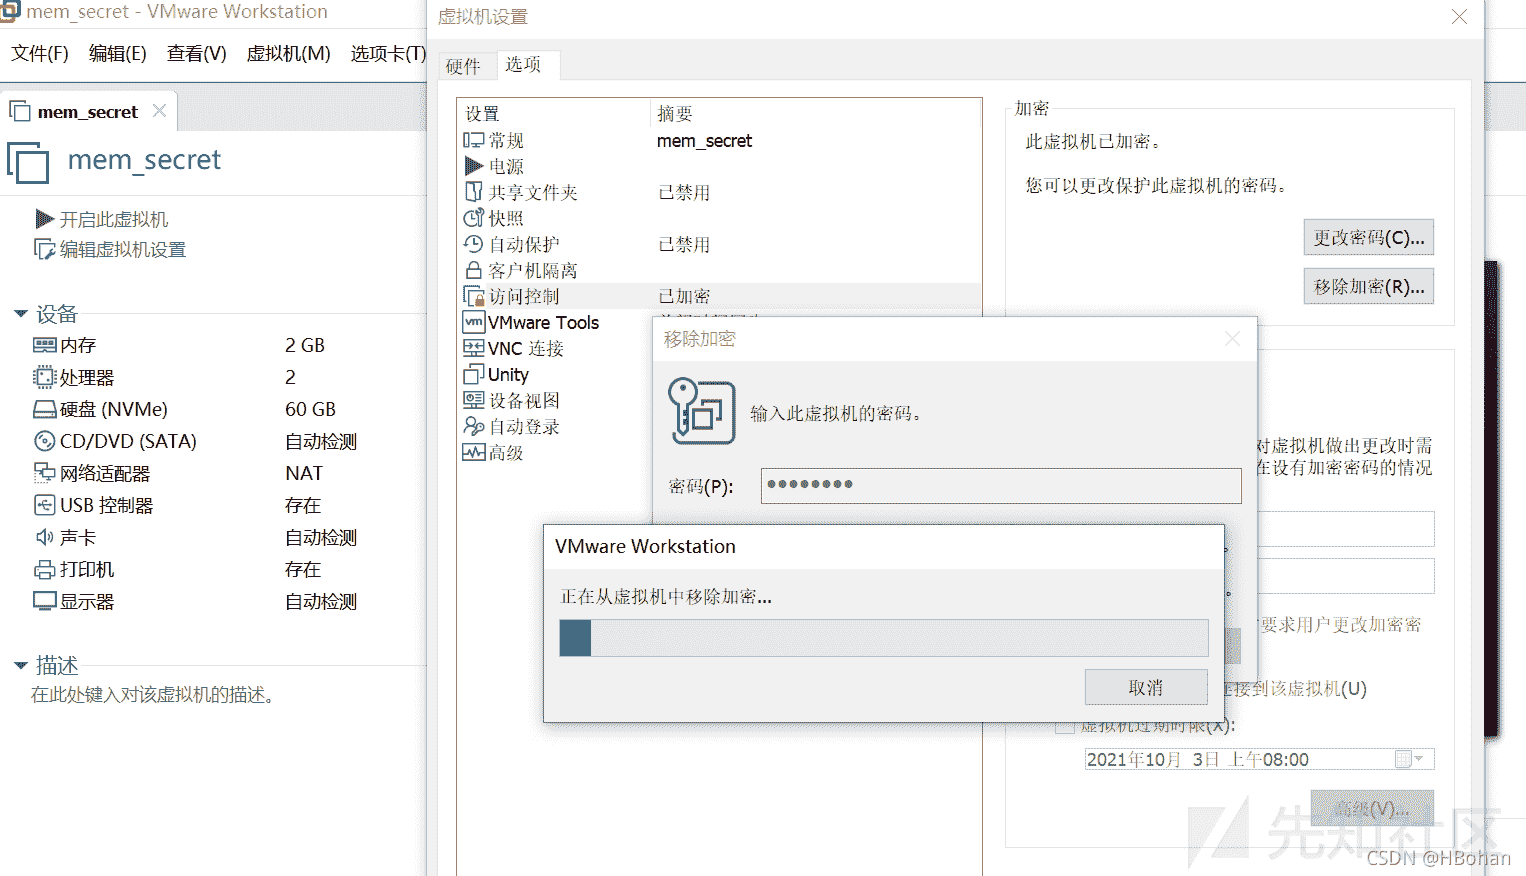 mem_secret - VMware Workstation
文件(F) 编辑(E) 查看(V) 虚拟机(M) 选项卡(T)
mem_secret
mem_secret
开启此虚拟机
编辑虚拟机设置
设备
内存 2 GB
处理器 2
硬盘 (NVMe) 60 GB
CD/DVD (SATA) 自动检测
网络适配器 NAT
USB 控制器 存在
声卡 自动检测
打印机 存在
显示器 自动检测
描述
在此处键入对该虚拟机的描述。
虚拟机设置
硬件 选项
设置 摘要
常规 mem_secret
电源
共享文件夹 已禁用
快照
自动保护 已禁用
客户机隔离
访问控制 已加密
VMware Tools
VNC 连接
Unity
设备视图
自动登录
高级
加密
此虚拟机已加密。
您可以更改保护此虚拟机的密码。
更改密码(C)...
移除加密(R)...
移除加密
输入此虚拟机的密码。
密码(P):
VMware Workstation
正在从虚拟机中移除加密...
取消
对虚拟机做出更改时需
在设有加密密码的情况
要求用户更改加密密
连接到该虚拟机(U)
虚拟机过期时限(X):
2021年10月 3日 上午08:00
高级(V)...
先知社区
CSDN @HBohan